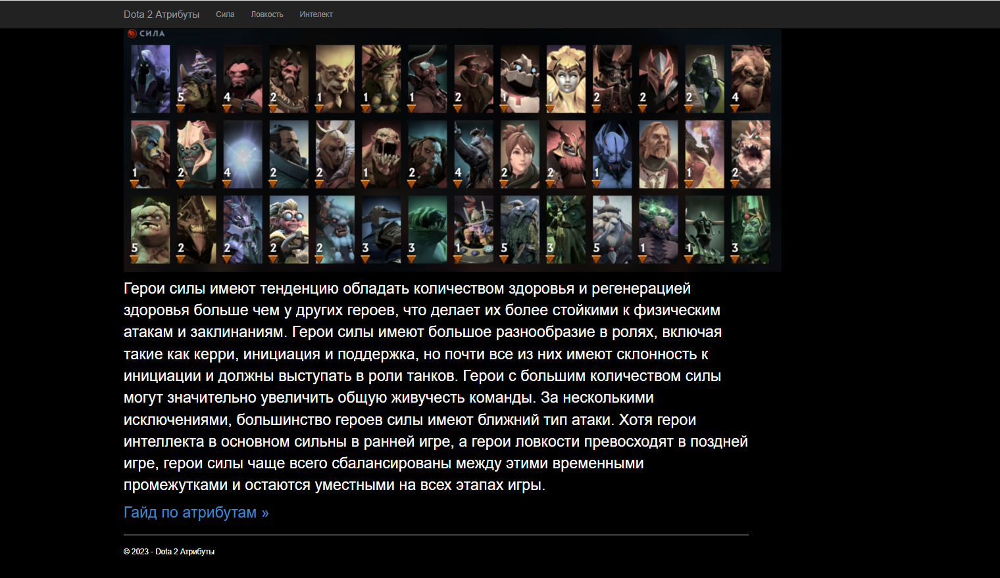 Dota 2 Атрибуты Сила Ловкость Интелект
СИЛА
5 4 2 1 1 1 2 1 1 2 2 2 4
1 2 4 2 2 1 2 4 2 2 1 1 2
5 2 2 2 2 3 3 1 5 3 5 1 1 3
Герои силы имеют тенденцию обладать количеством здоровья и регенерацией
здоровья больше чем у других героев, что делает их более стойкими к физическим
атакам и заклинаниям. Герои силы имеют большое разнообразие в ролях, включая
такие как керри, инициация и поддержка, но почти все из них имеют склонность к
инициации и должны выступать в роли танков. Герои с большим количеством силы
могут значительно увеличить общую живучесть команды. За несколькими
исключениями, большинство героев силы имеют ближний тип атаки. Хотя герои
интеллекта в основном сильны в ранней игре, а герои ловкости превосходят в поздней
игре, герои силы чаще всего сбалансированы между этими временными
промежутками и остаются уместными на всех этапах игры.
Гайд по атрибутам »
© 2023 - Dota 2 Атрибуты